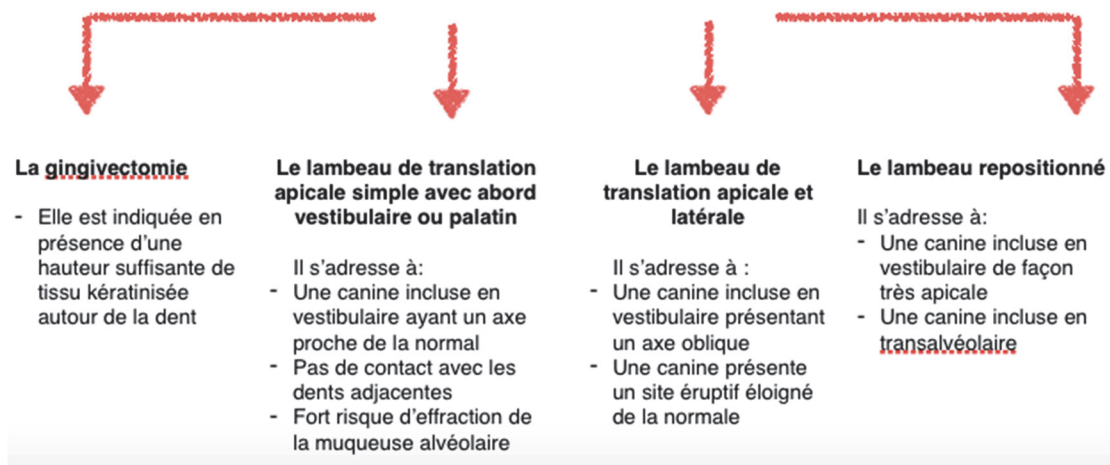 La gingivectomie
- Elle est indiquée en
présence d'une
hauteur suffisante de
tissu kératinisée
autour de la dent
Le lambeau de translation
apicale simple avec abord
vestibulaire ou palatin
Il s'adresse à:
- Une canine incluse en
vestibulaire ayant un axe
proche de la normal
- Pas de contact avec les
dents adjacentes
- Fort risque d'effraction de
la muqueuse alvéolaire
Le lambeau de
translation apicale et
latérale
Il s'adresse à :
- Une canine incluse en
vestibulaire présentant
un axe oblique
- Une canine présente
un site éruptif éloigné
de la normale
Le lambeau repositionné
Il s'adresse à:
- Une canine incluse en
vestibulaire de façon
très apicale
- Une canine incluse en
transalvéolaire